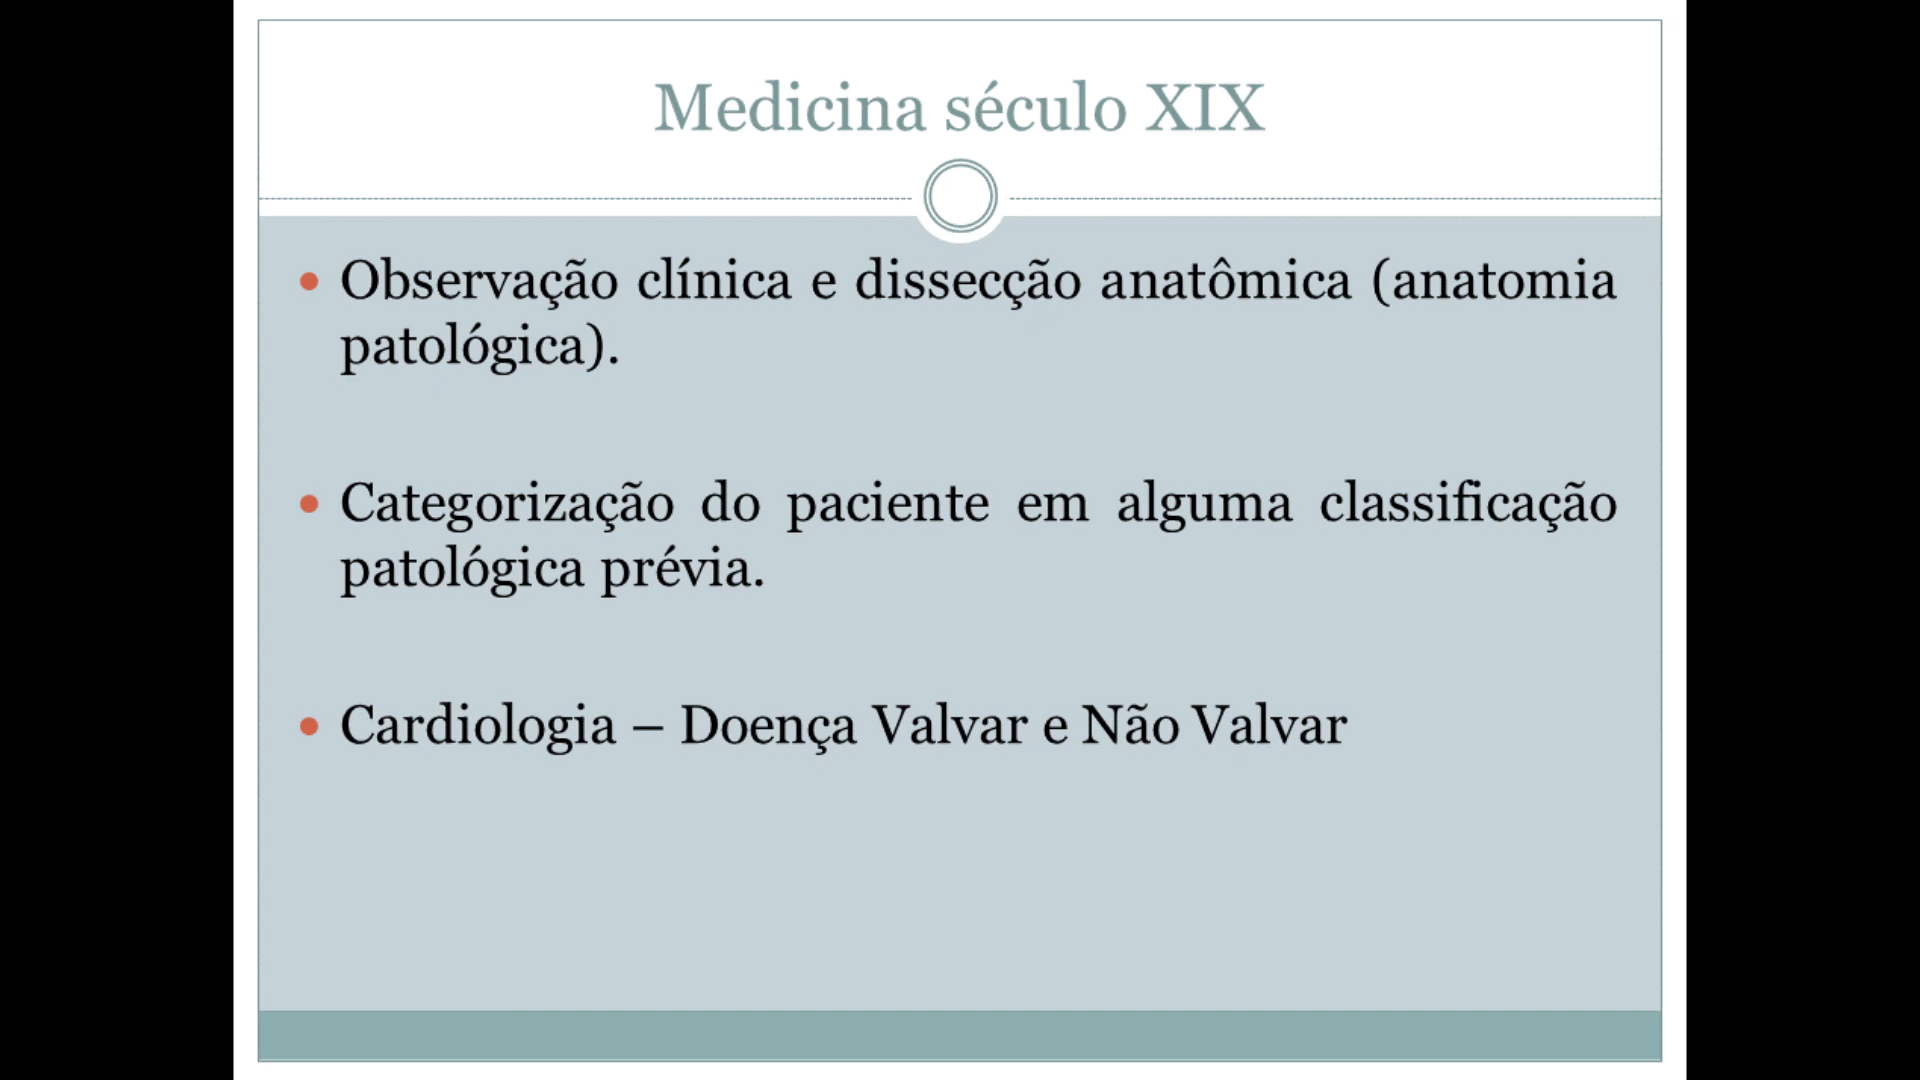 Medicina século XIX
• Observação clínica e dissecção anatômica (anatomia
patológica).
• Categorização do paciente em alguma classificação
patológica prévia.
• Cardiologia – Doença Valvar e Não Valvar